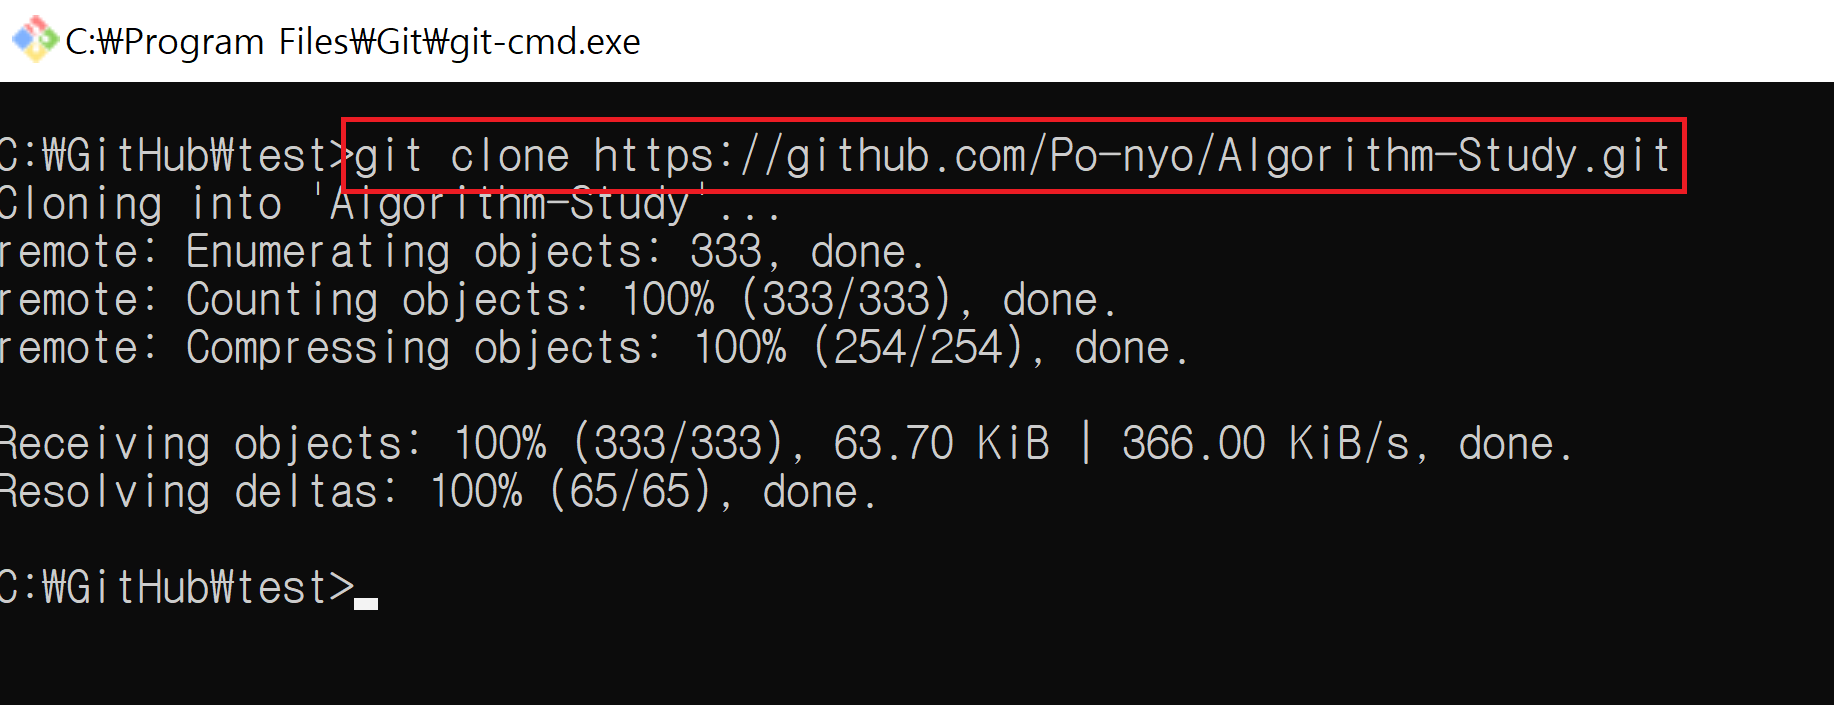 C:₩Program Files₩Git₩git-cmd.exe
C:₩GitHub₩test>git clone https://github.com/Po-nyo/Algorithm-Study.git
Cloning into 'Algorithm-Study'...
remote: Enumerating objects: 333, done.
remote: Counting objects: 100% (333/333), done.
remote: Compressing objects: 100% (254/254), done.
Receiving objects: 100% (333/333), 63.70 KiB | 366.00 KiB/s, done.
Resolving deltas: 100% (65/65), done.
C:₩GitHub₩test>